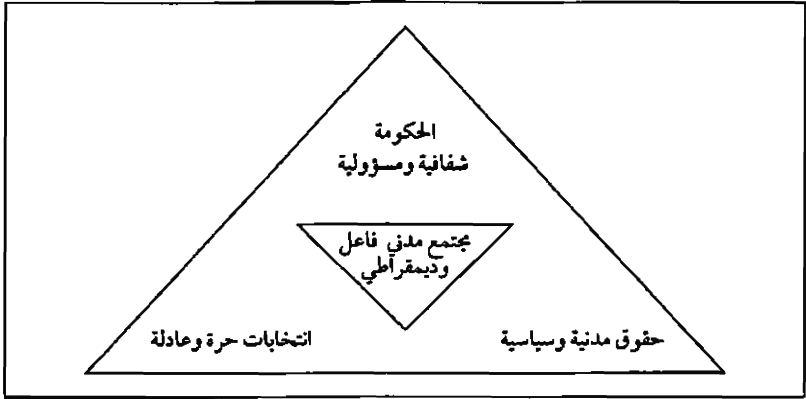 الحكومة
شفافية ومسؤولية
مجتمع مدني فاعل
وديمقراطي
حقوق مدنية وسياسية
انتخابات حرة وعادلة